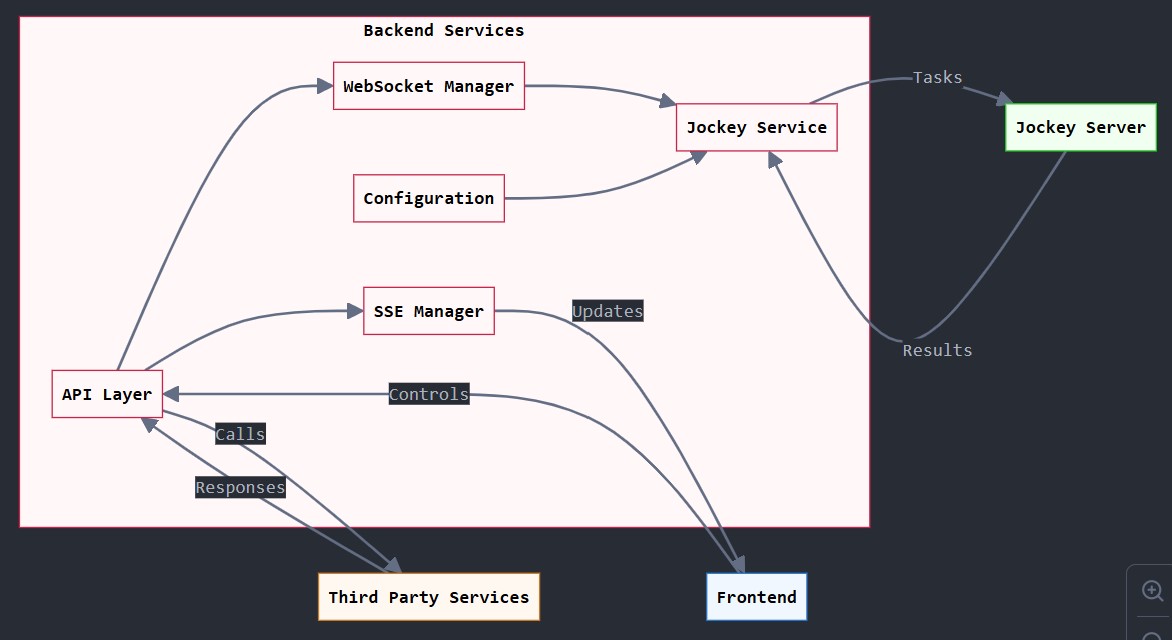 Backend Services
WebSocket Manager
Tasks
Jockey Service
Jockey Server
Configuration
SSE Manager
Updates
Results
API Layer
Controls
Calls
Responses
Third Party Services
Frontend